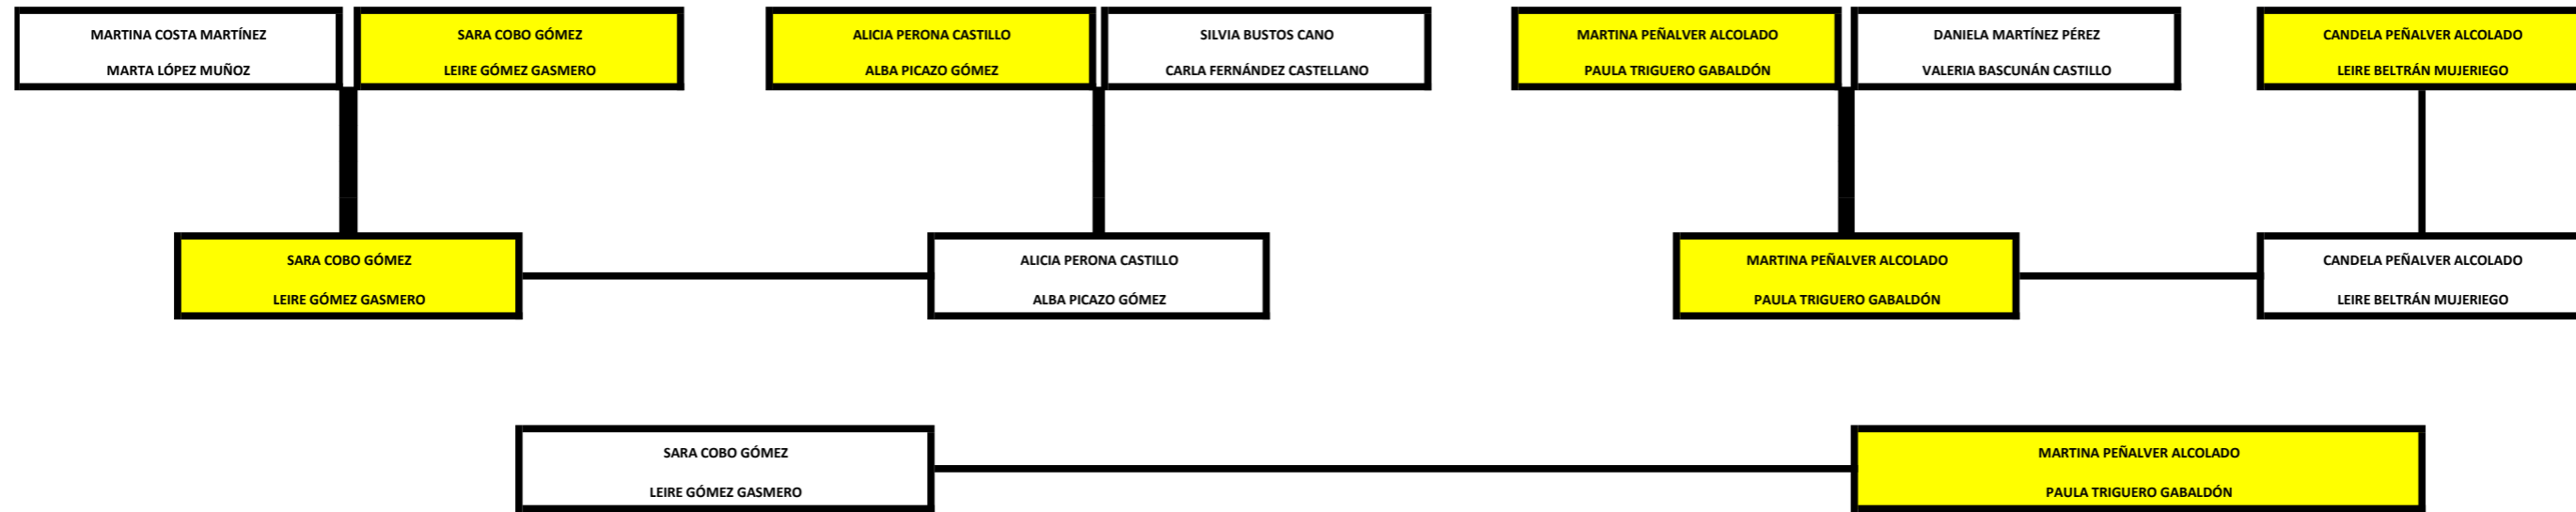 MARTINA COSTA MARTÍNEZ
MARTA LÓPEZ MUÑOZ
SARA COBO GÓMEZ
LEIRE GÓMEZ GASMERO
ALICIA PERONA CASTILLO
ALBA PICAZO GÓMEZ
SILVIA BUSTOS CANO
CARLA FERNÁNDEZ CASTELLANO
MARTINA PEÑALVER ALCOLADO
PAULA TRIGUERO GABALDÓN
DANIELA MARTÍNEZ PÉREZ
VALERIA BASCUNÁN CASTILLO
CANDELA PEÑALVER ALCOLADO
LEIRE BELTRÁN MUJERIEGO
SARA COBO GÓMEZ
LEIRE GÓMEZ GASMERO
ALICIA PERONA CASTILLO
ALBA PICAZO GÓMEZ
MARTINA PEÑALVER ALCOLADO
PAULA TRIGUERO GABALDÓN
CANDELA PEÑALVER ALCOLADO
LEIRE BELTRÁN MUJERIEGO
SARA COBO GÓMEZ
LEIRE GÓMEZ GASMERO
MARTINA PEÑALVER ALCOLADO
PAULA TRIGUERO GABALDÓN